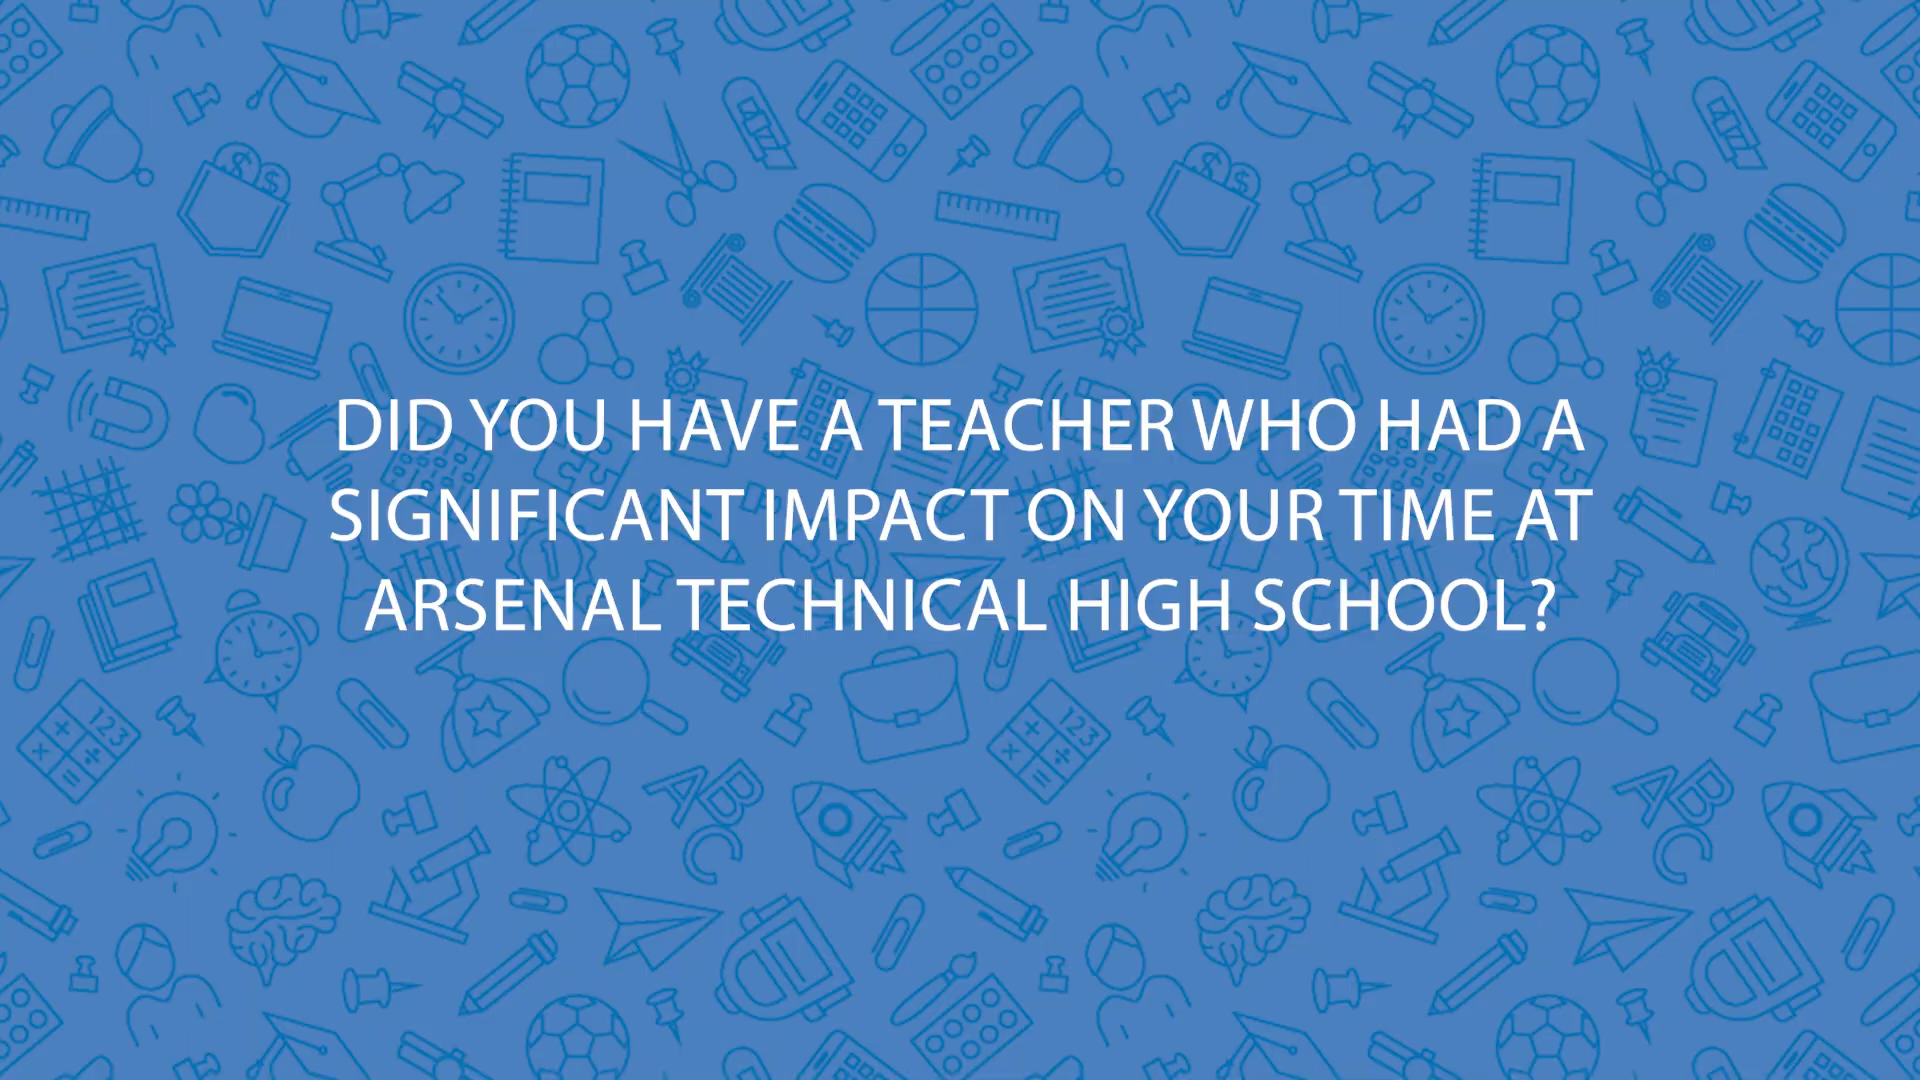 DID YOU HAVE A TEACHER WHO HAD A
SIGNIFICANT IMPACT ON YOUR TIME AT
ARSENAL TECHNICAL HIGH SCHOOL?